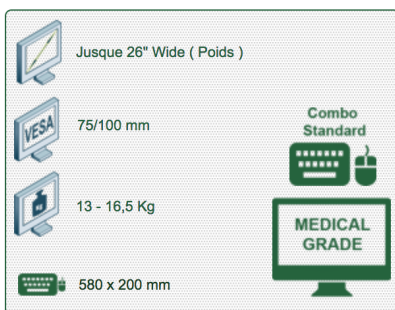 Jusque 26" Wide ( Poids )
VESA
75/100 mm
Combo
Standard
KG
13 - 16,5 Kg
MEDICAL
GRADE
580 x 200 mm